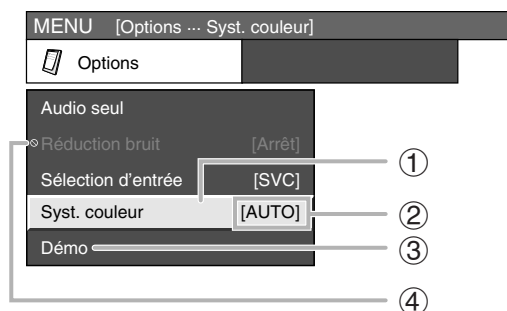 MENU [Options ··· Syst. couleur]
Options
Audio seul
Réduction bruit [Arrêt]
①
Sélection d'entrée [SVC]
Syst. couleur [AUTO]
②
Démo
③
④